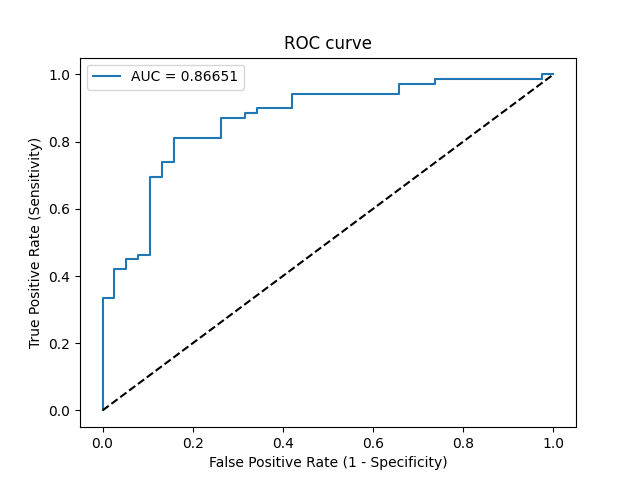 ROC curve
AUC = 0.86651
True Positive Rate (Sensitivity)
1.0
0.8
0.6
0.4
0.2
0.0
0.0 0.2 0.4 0.6 0.8 1.0
False Positive Rate (1 - Specificity)